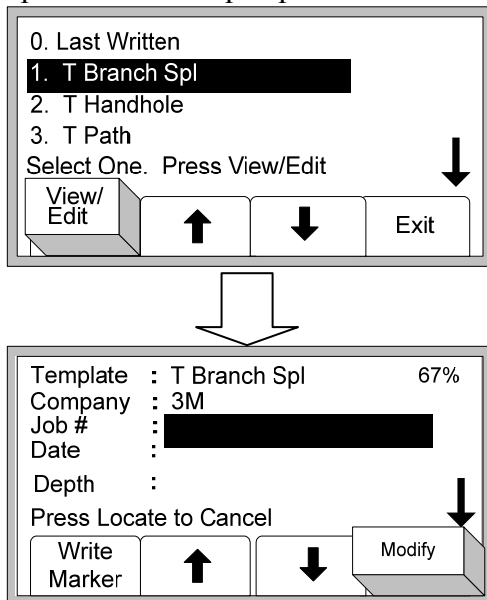 0. Last Written
1. T Branch Spl
2. T Handhole
3. T Path
Select One. Press View/Edit
View/
Edit
Exit
Template : T Branch Spl 67%
Company : 3M
Job # :
Date :
Depth :
Press Locate to Cancel
Write
Marker
Modify